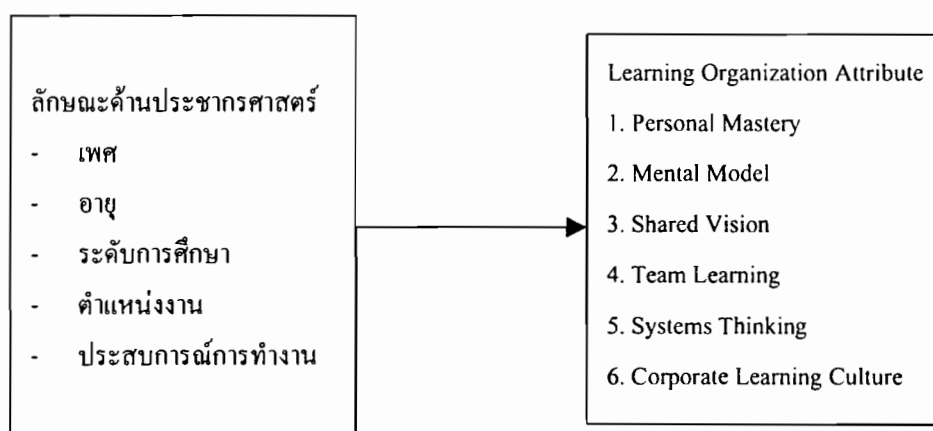 ลักษณะด้านประชากรศาสตร์
- เพศ
- อายุ
- ระดับการศึกษา
- ตำแหน่งงาน
- ประสบการณ์การทำงาน
Learning Organization Attribute
1. Personal Mastery
2. Mental Model
3. Shared Vision
4. Team Learning
5. Systems Thinking
6. Corporate Learning Culture